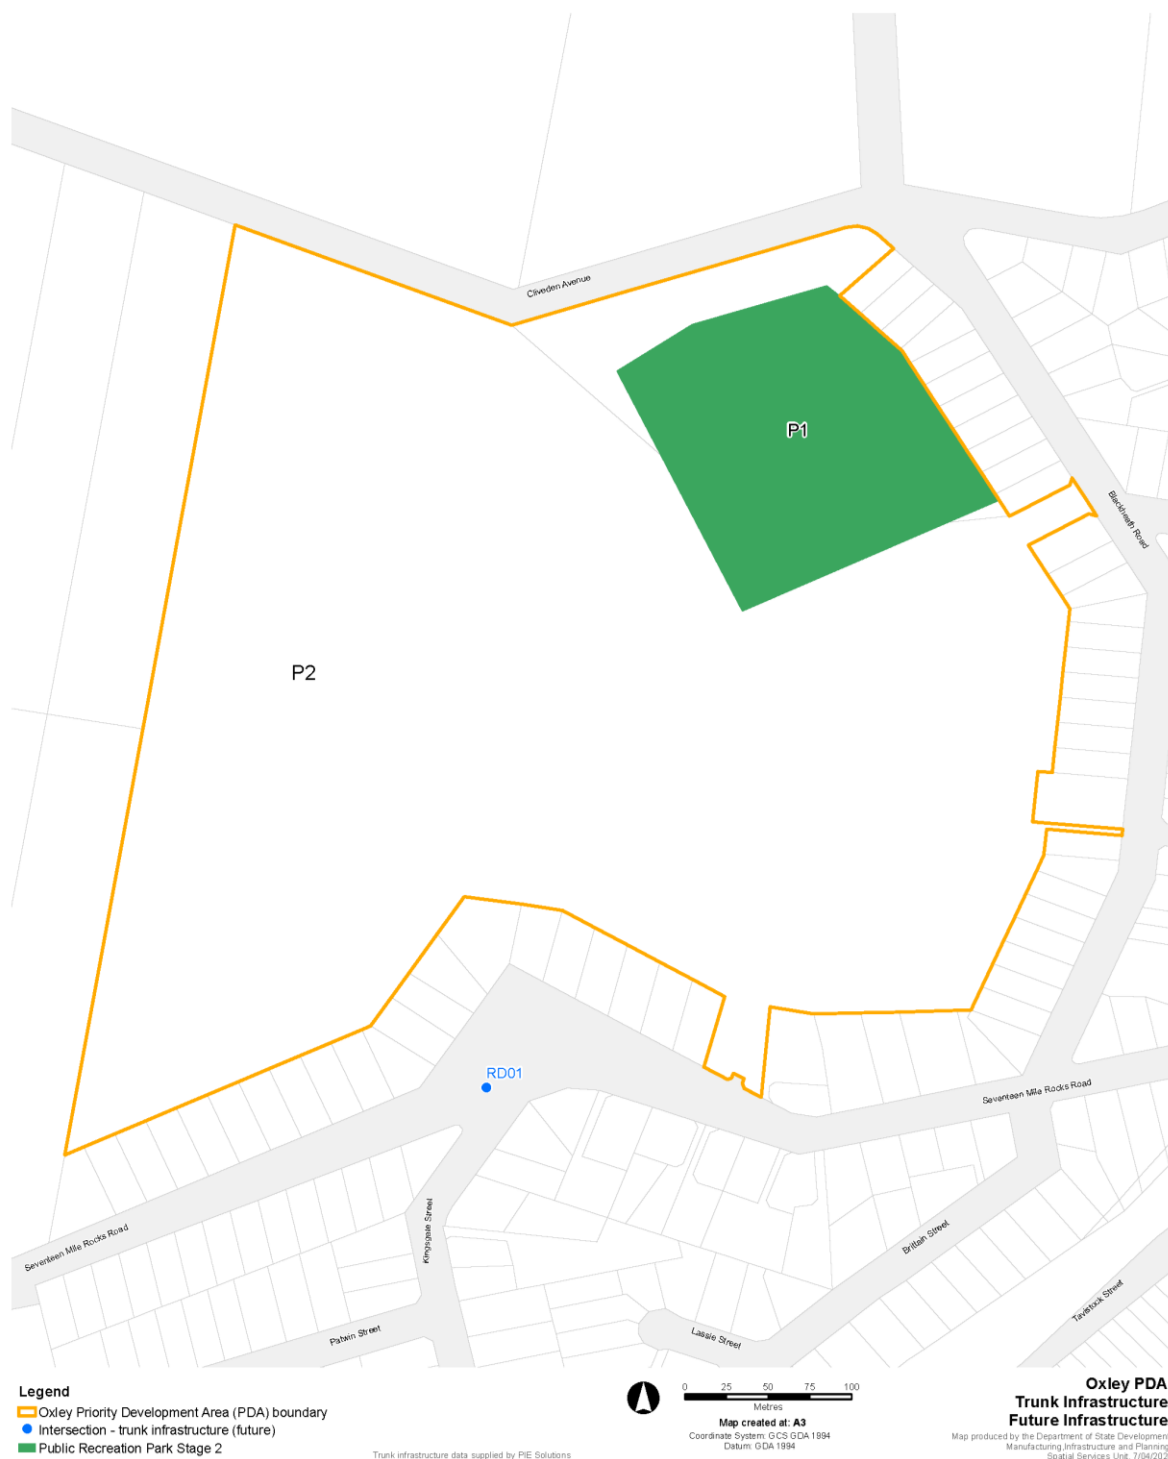 Cliveden Avenue
P1
Blackheath Road
P2
RD01
Seventeen Mile Rocks Road
Seventeen Mile Rocks Road
Kingsgate Street
Brittain Street
Tavistock Street
Patwin Street
Lassie Street
Legend
Oxley Priority Development Area (PDA) boundary
Intersection - trunk infrastructure (future)
Public Recreation Park Stage 2
Trunk infrastructure data supplied by PIE Solutions
0 25 50 75 100
Metres
Map created at: A3
Coordinate System: GCS GDA 1994
Datum: GDA 1994
Oxley PDA
Trunk Infrastructure
Future Infrastructure
Map produced by the Department of State Development
Manufacturing, Infrastructure and Planning
Spatial Services Unit, 7/04/202